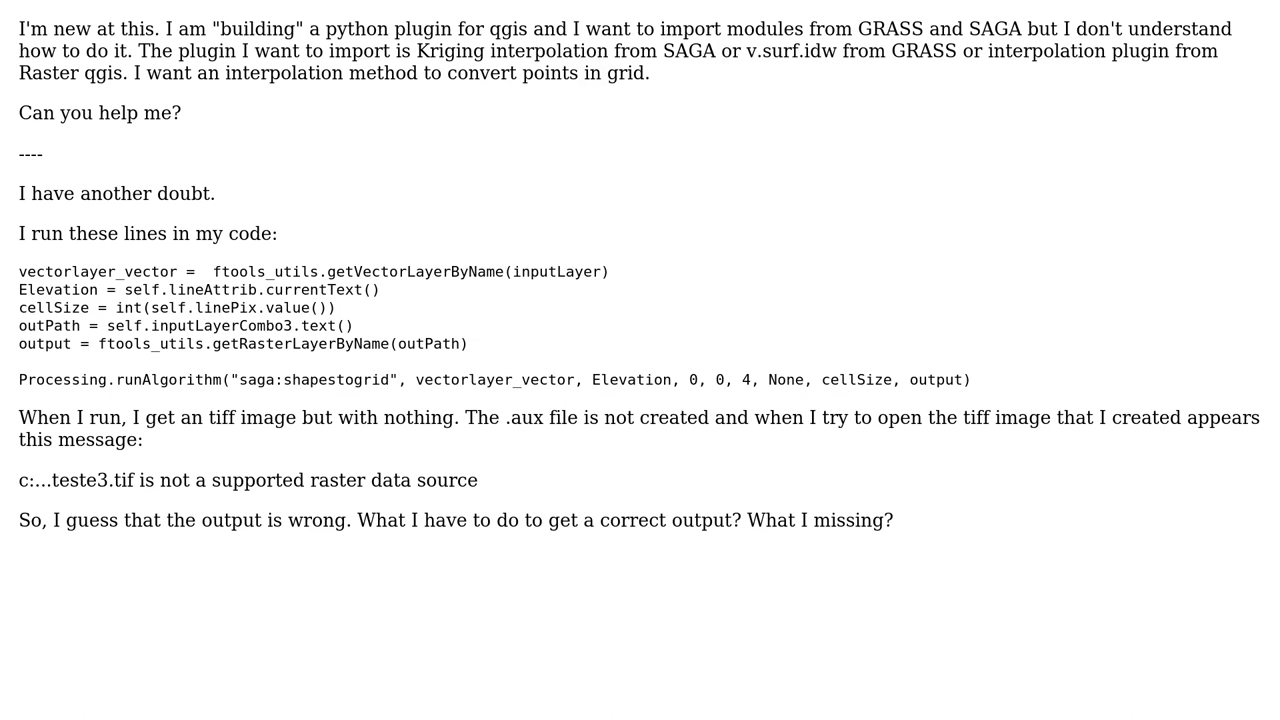 I'm new at this. I am "building" a python plugin for qgis and I want to import modules from GRASS and SAGA but I don't understand
how to do it. The plugin I want to import is Kriging interpolation from SAGA or v.surf.idw from GRASS or interpolation plugin from
Raster qgis. I want an interpolation method to convert points in grid.
Can you help me?
----
I have another doubt.
I run these lines in my code:
vectorlayer_vector =  ftools_utils.getVectorLayerByName(inputLayer)
Elevation = self.lineAttrib.currentText()
cellSize = int(self.linePix.value())
outPath = self.inputLayerCombo3.text()
output = ftools_utils.getRasterLayerByName(outPath)
Processing.runAlgorithm("saga:shapestogrid", vectorlayer_vector, Elevation, 0, 0, 4, None, cellSize, output)
When I run, I get an tiff image but with nothing. The .aux file is not created and when I try to open the tiff image that I created appears
this message:
c:...teste3.tif is not a supported raster data source
So, I guess that the output is wrong. What I have to do to get a correct output? What I missing?